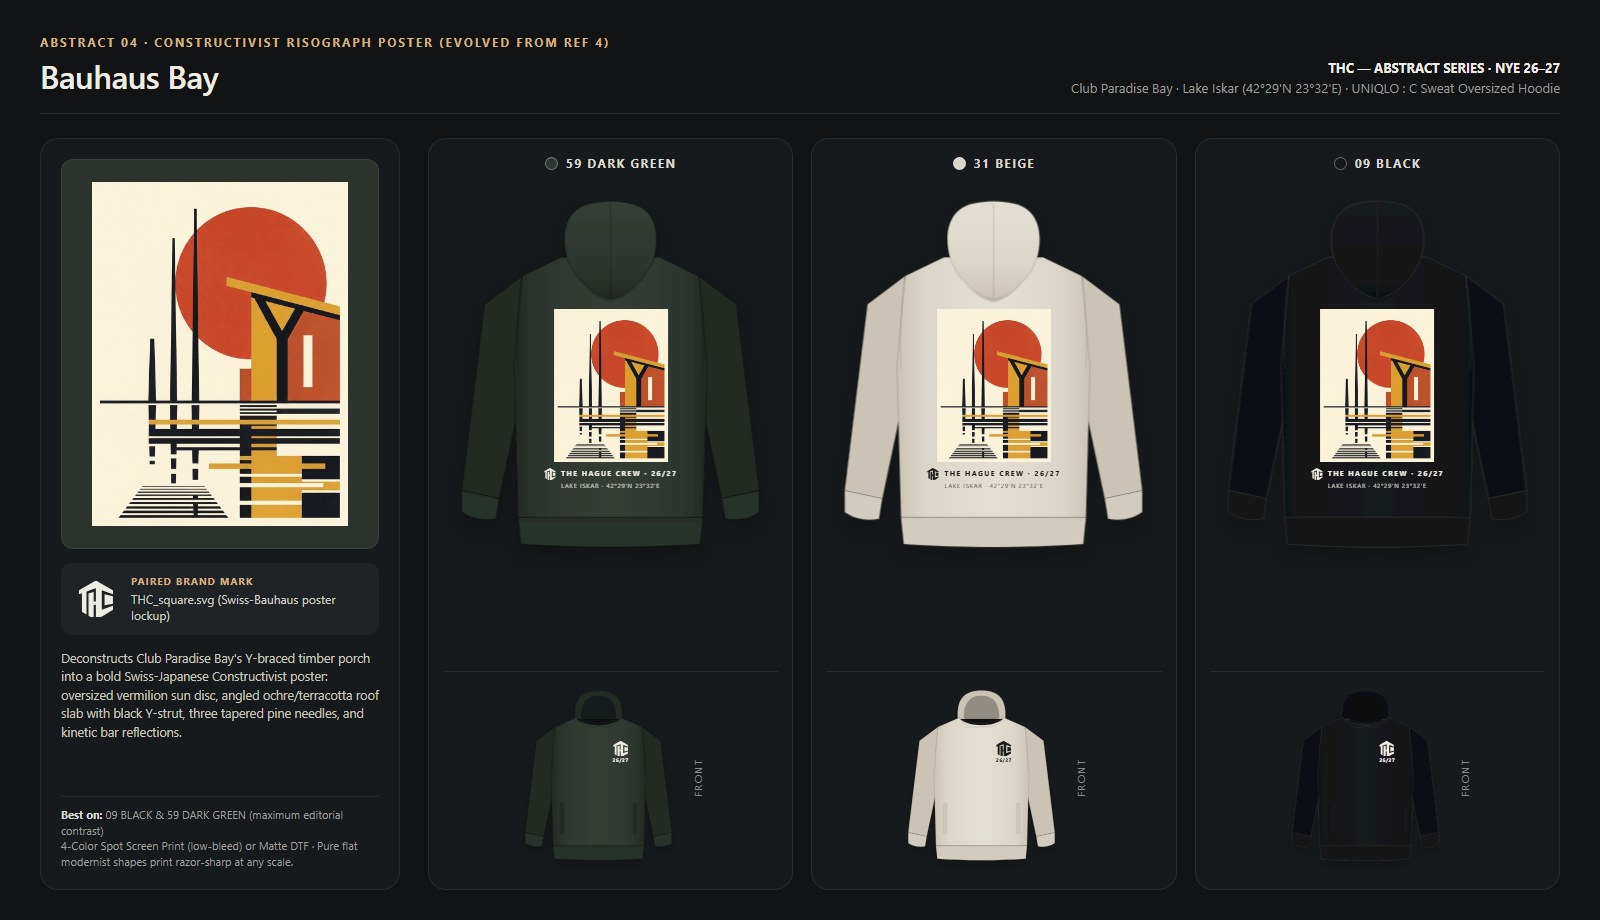 ABSTRACT 04 · CONSTRUCTIVIST RISOGRAPH POSTER (EVOLVED FROM REF 4)
Bauhaus Bay
THC — ABSTRACT SERIES · NYE 26–27
Club Paradise Bay · Lake Iskar (42°29'N 23°32'E) · UNIQLO : C Sweat Oversized Hoodie
THC
PAIRED BRAND MARK
THC_square.svg (Swiss-Bauhaus poster
lockup)
Deconstructs Club Paradise Bay's Y-braced timber porch
into a bold Swiss-Japanese Constructivist poster:
oversized vermilion sun disc, angled ochre/terracotta roof
slab with black Y-strut, three tapered pine needles, and
kinetic bar reflections.
Best on: 09 BLACK & 59 DARK GREEN (maximum editorial
contrast)
4-Color Spot Screen Print (low-bleed) or Matte DTF · Pure flat
modernist shapes print razor-sharp at any scale.
59 DARK GREEN
THC
THE HAGUE CREW · 26/27
LAKE ISKAR · 42°29'N 23°32'E
THC
26/27
FRONT
31 BEIGE
THC
THE HAGUE CREW · 26/27
LAKE ISKAR · 42°29'N 23°32'E
THC
26/27
FRONT
09 BLACK
THC
THE HAGUE CREW · 26/27
LAKE ISKAR · 42°29'N 23°32'E
THC
26/27
FRONT